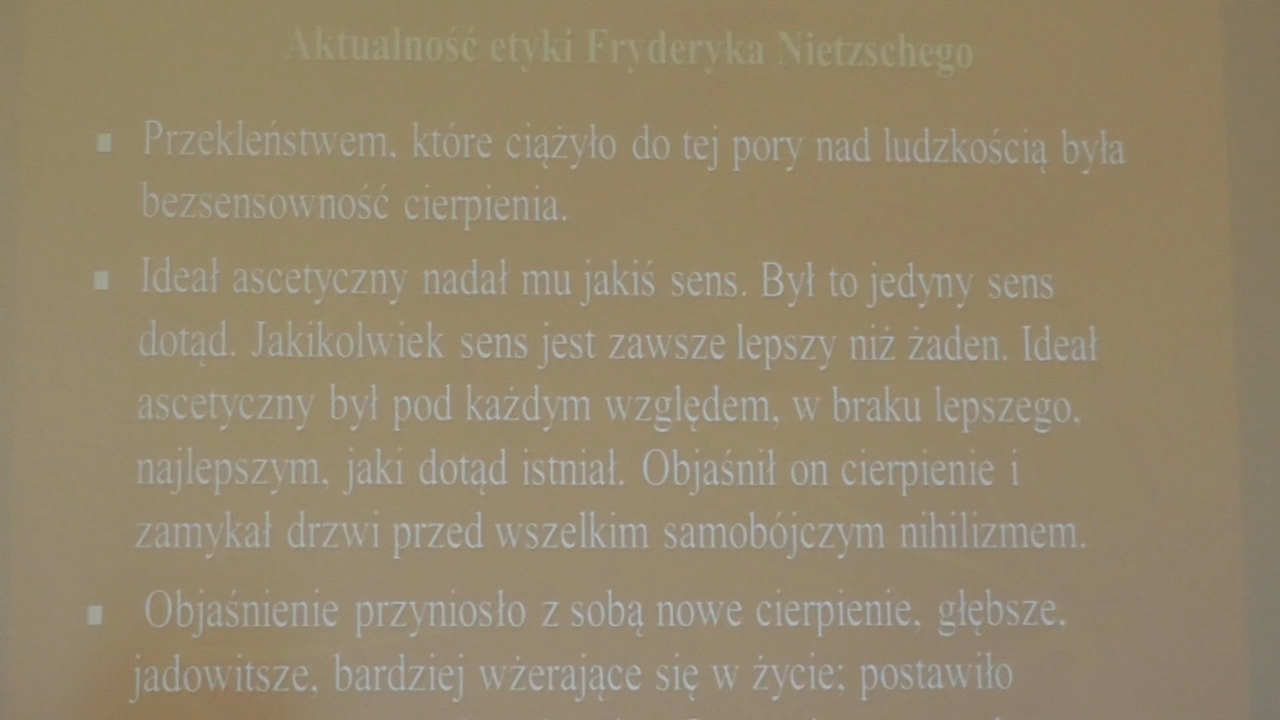 Aktualność etyki Fryderyka Nietzschego
Przekleństwem, które ciążyło do tej pory nad ludzkością była
bezsensowność cierpienia.
Ideał ascetyczny nadał mu jakiś sens. Był to jedyny sens
dotąd. Jakikolwiek sens jest zawsze lepszy niż żaden. Ideał
ascetyczny był pod każdym względem, w braku lepszego,
najlepszym, jaki dotąd istniał. Objaśnił on cierpienie i
zamykał drzwi przed wszelkim samobójczym nihilizmem.
Objaśnienie przyniosło z sobą nowe cierpienie, głębsze,
jadowitsze, bardziej wżerające się w życie; postawiło